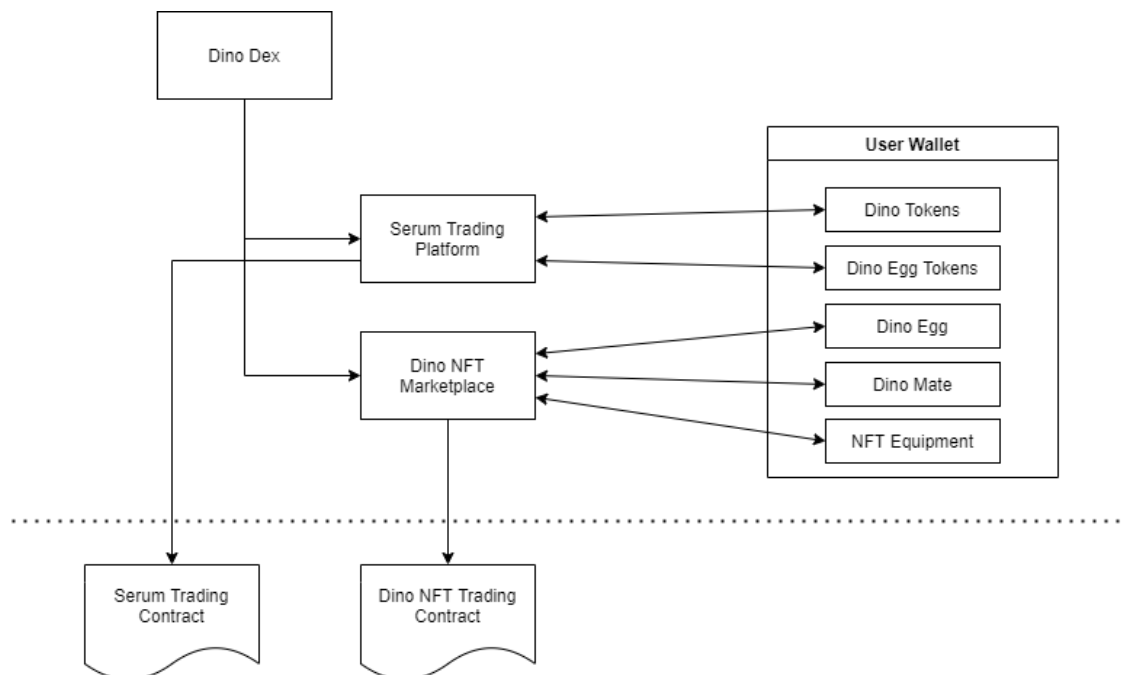 Dino Dex
User Wallet
Dino Tokens
Serum Trading
Platform
Dino Egg Tokens
Dino Egg
Dino NFT
Marketplace
Dino Mate
NFT Equipment
Serum Trading
Contract
Dino NFT Trading
Contract